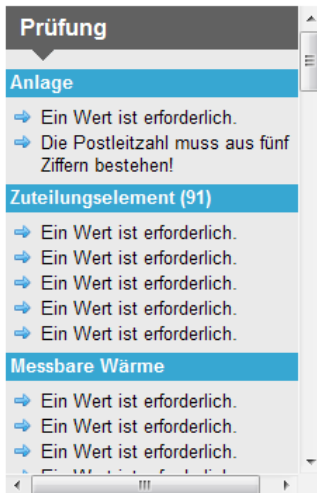 Prüfung
Anlage
Ein Wert ist erforderlich.
Die Postleitzahl muss aus fünf
Ziffern bestehen!
Zuteilungselement (91)
Ein Wert ist erforderlich.
Ein Wert ist erforderlich.
Ein Wert ist erforderlich.
Ein Wert ist erforderlich.
Ein Wert ist erforderlich.
Messbare Wärme
Ein Wert ist erforderlich.
Ein Wert ist erforderlich.
Ein Wert ist erforderlich.